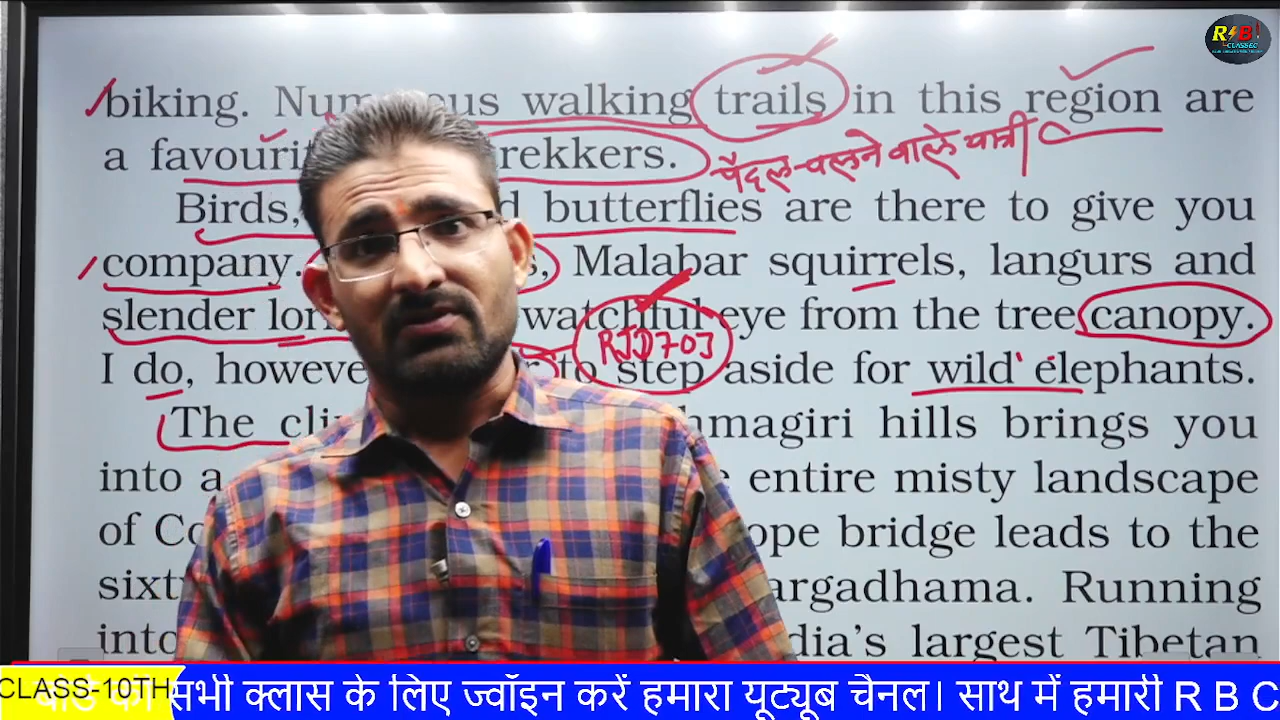 R B!
CLASSEC
biking. Num ous walking trails in this region are
a favouri rekkers.
पैदल चलने वाले यात्री
Birds, d butterflies are there to give you
company. s, Malabar squirrels, langurs and
slender lor watchful eye from the tree canopy.
RJD703
I do, howeve r to step aside for wild elephants.
The cli hmagiri hills brings you
into a e entire misty landscape
of Co ope bridge leads to the
sixt argadhama. Running
into dia's largest Tibetan
CLASS-10TH
सभी क्लास के लिए ज्वॉइन करें हमारा यूट्यूब चैनल। साथ में हमारी R B C